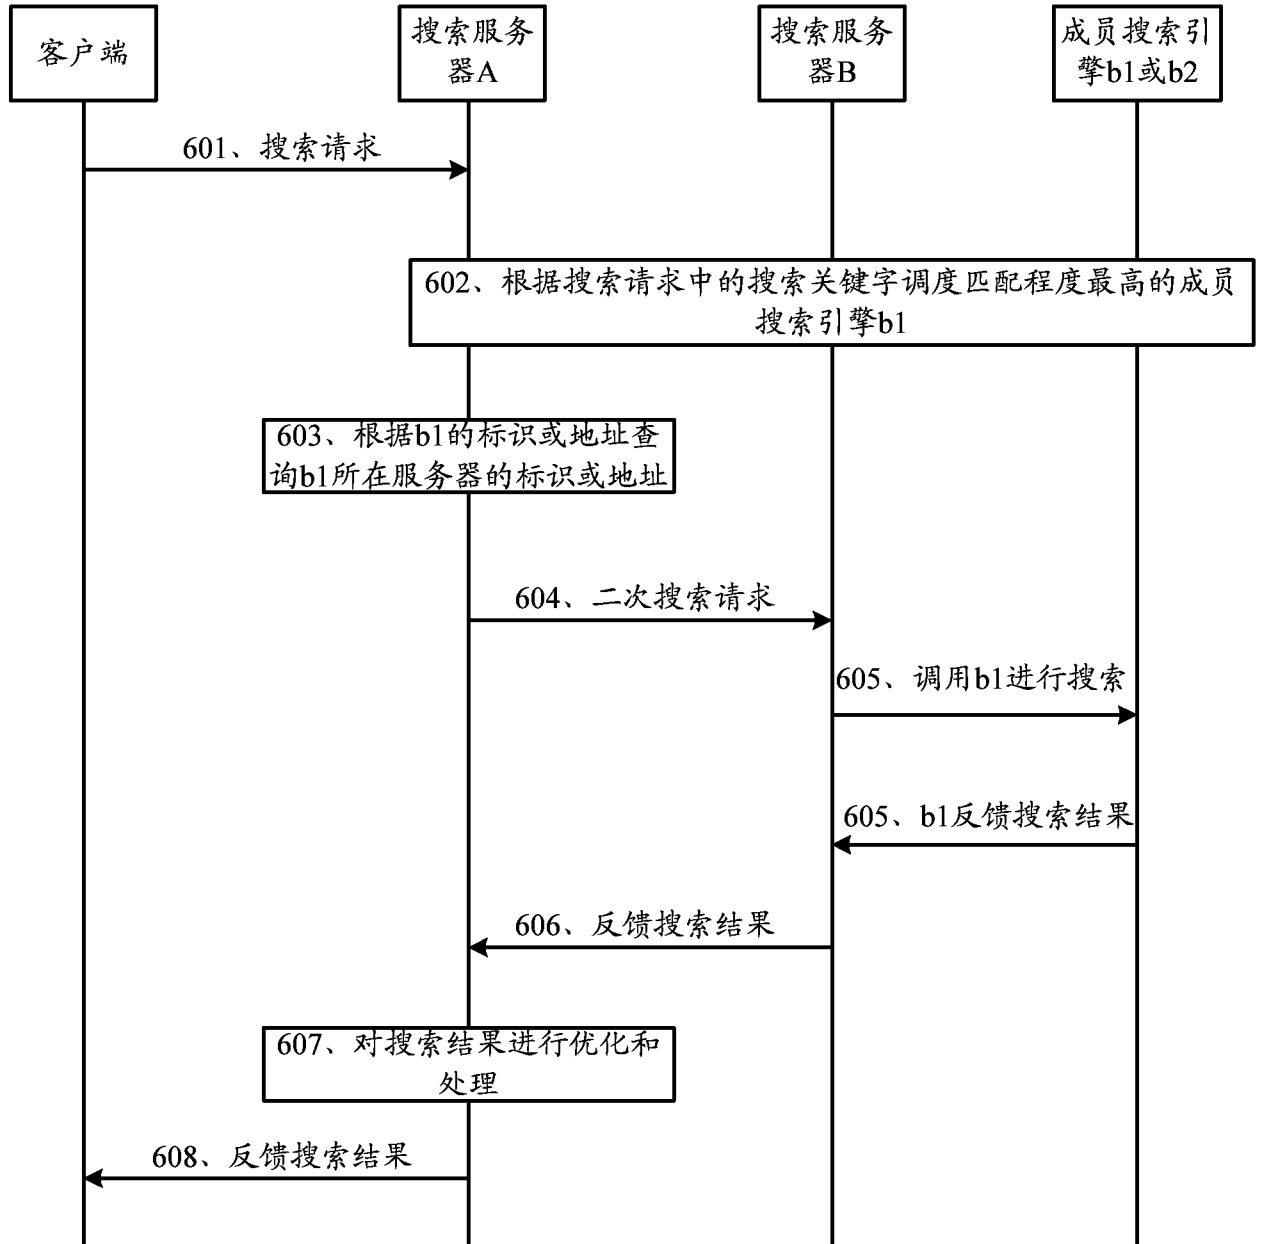 客户端
搜索服务
器A
搜索服务
器B
成员搜索引
擎b1或b2
601、搜索请求
602、根据搜索请求中的搜索关键字调度匹配程度最高的成员
搜索引擎b1
603、根据b1的标识或地址查
询b1所在服务器的标识或地址
604、二次搜索请求
605、调用b1进行搜索
605、b1反馈搜索结果
606、反馈搜索结果
607、对搜索结果进行优化和
处理
608、反馈搜索结果